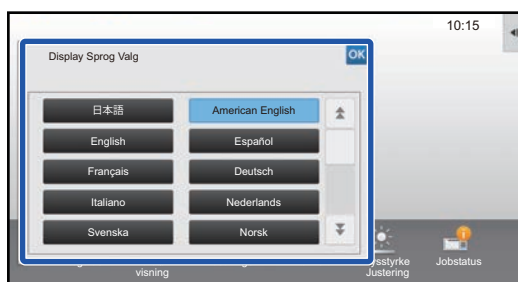 10:15
Display Sprog Valg
OK
日本語
American English
English
Español
Français
Deutsch
Italiano
Nederlands
Svenska
Norsk
visning
Justering
Jobstatus